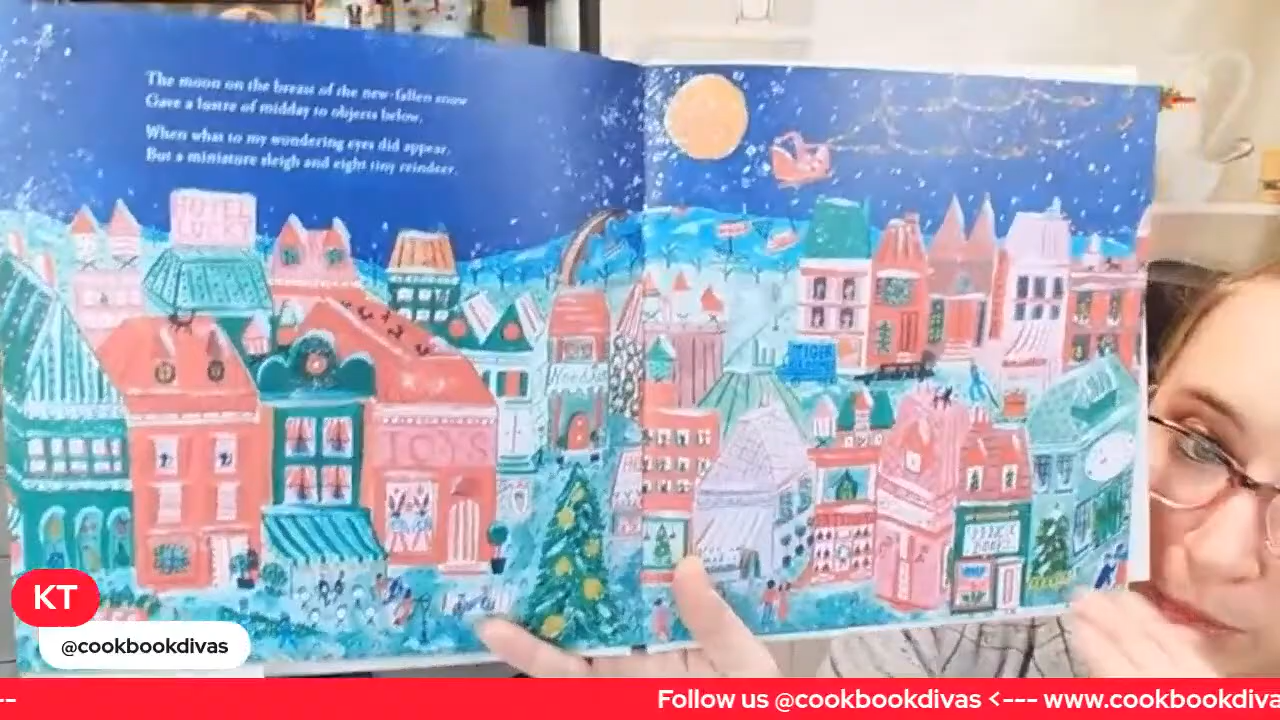 The moon on the breast of the new-fallen snow
Gave a lustre of midday to objects below,
When what to my wondering eyes did appear,
But a miniature sleigh and eight tiny reindeer.
HOTEL
LUCKY
TIGER
TOYS
KT
@cookbookdivas
--
Follow us @cookbookdivas <--- www.cookbookdiva